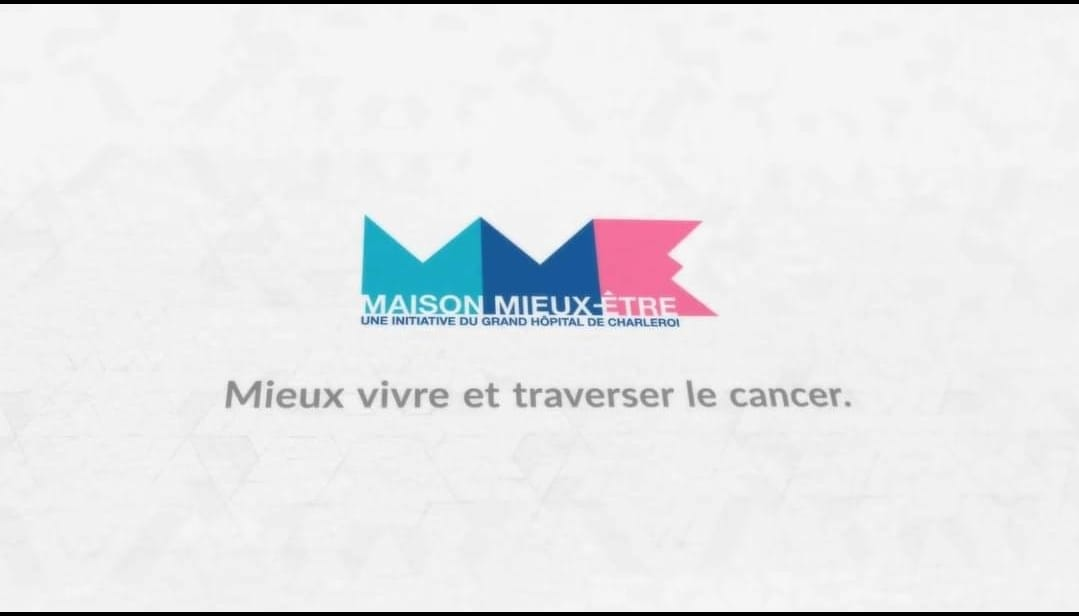 MAISON MIEUX-ÊTRE
UNE INITIATIVE DU GRAND HÔPITAL DE CHARLEROI
Mieux vivre et traverser le cancer.